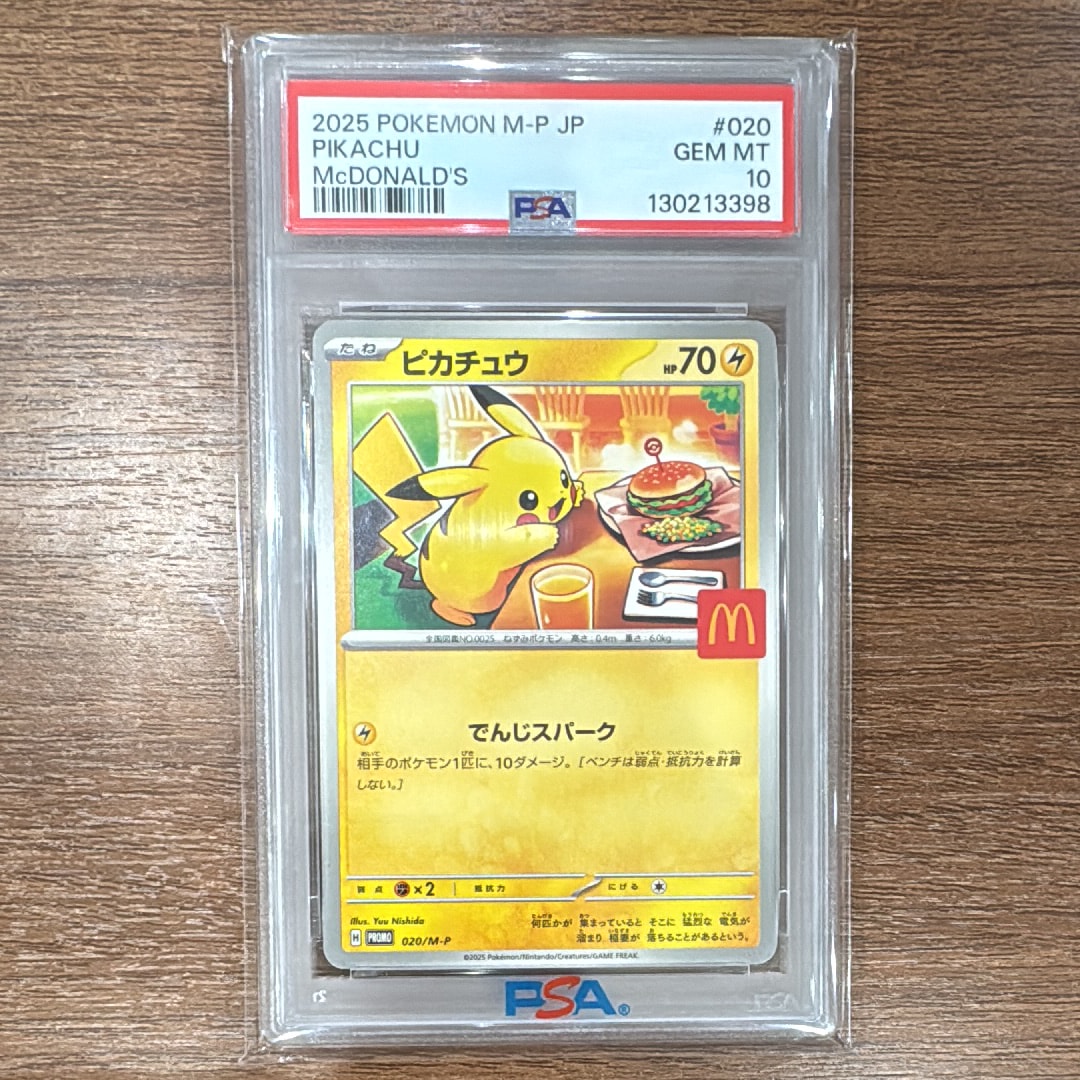 2025 POKEMON M-P JP #020
PIKACHU GEM MT
McDONALD'S 10
PSA 130213398
たね ピカチュウ HP70
全国図鑑NO.0025 ねずみポケモン 高さ:0.4m 重さ:6.0kg
でんじスパーク
相手のポケモン1匹に、10ダメージ。[ベンチは弱点・抵抗力を計算
しない。]
弱点 ×2 抵抗力 にげる
Illus. Yuu Nishida
何匹かが 集まっていると そこに 猛烈な 電気が
溜まり 稲妻が 落ちることがあるという。
H PROMO 020/M-P
©2025 Pokémon/Nintendo/Creatures/GAME FREAK.
PSA®